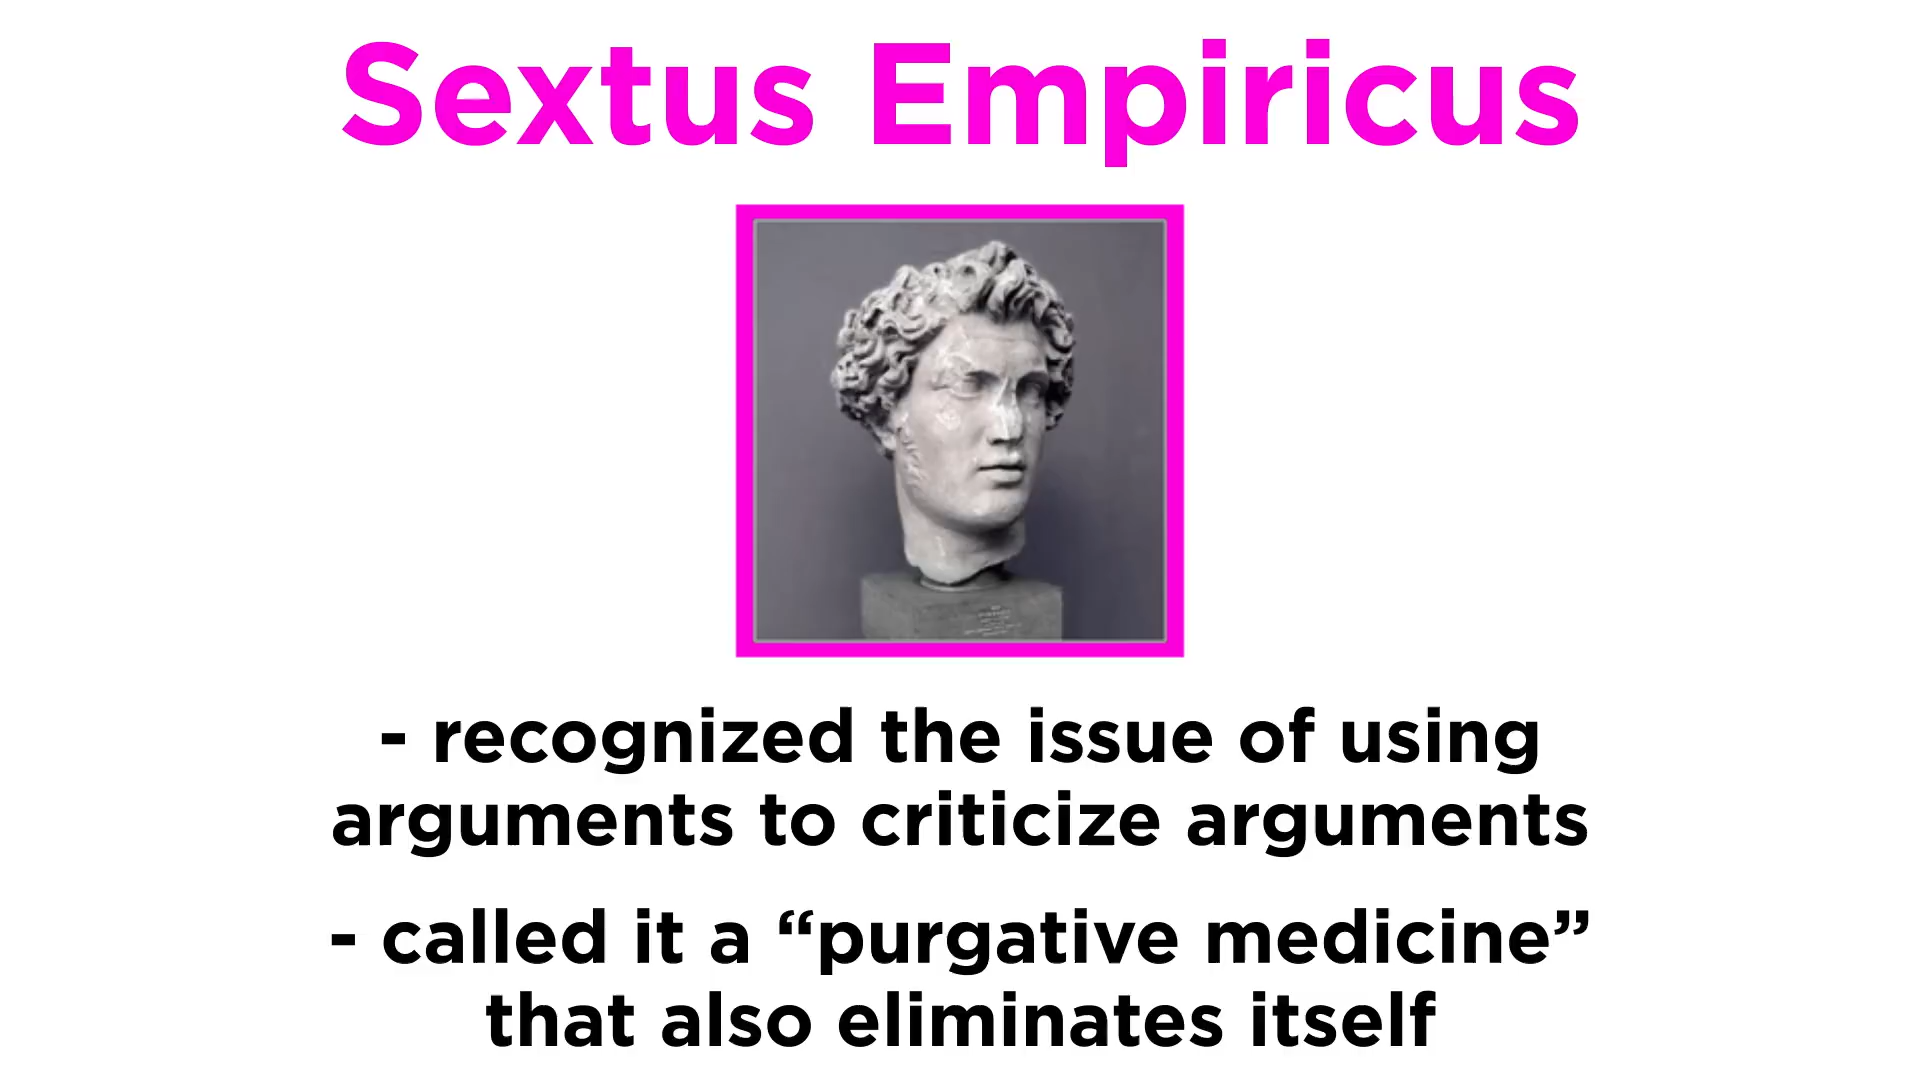 Sextus Empiricus
- recognized the issue of using
arguments to criticize arguments
- called it a “purgative medicine”
that also eliminates itself